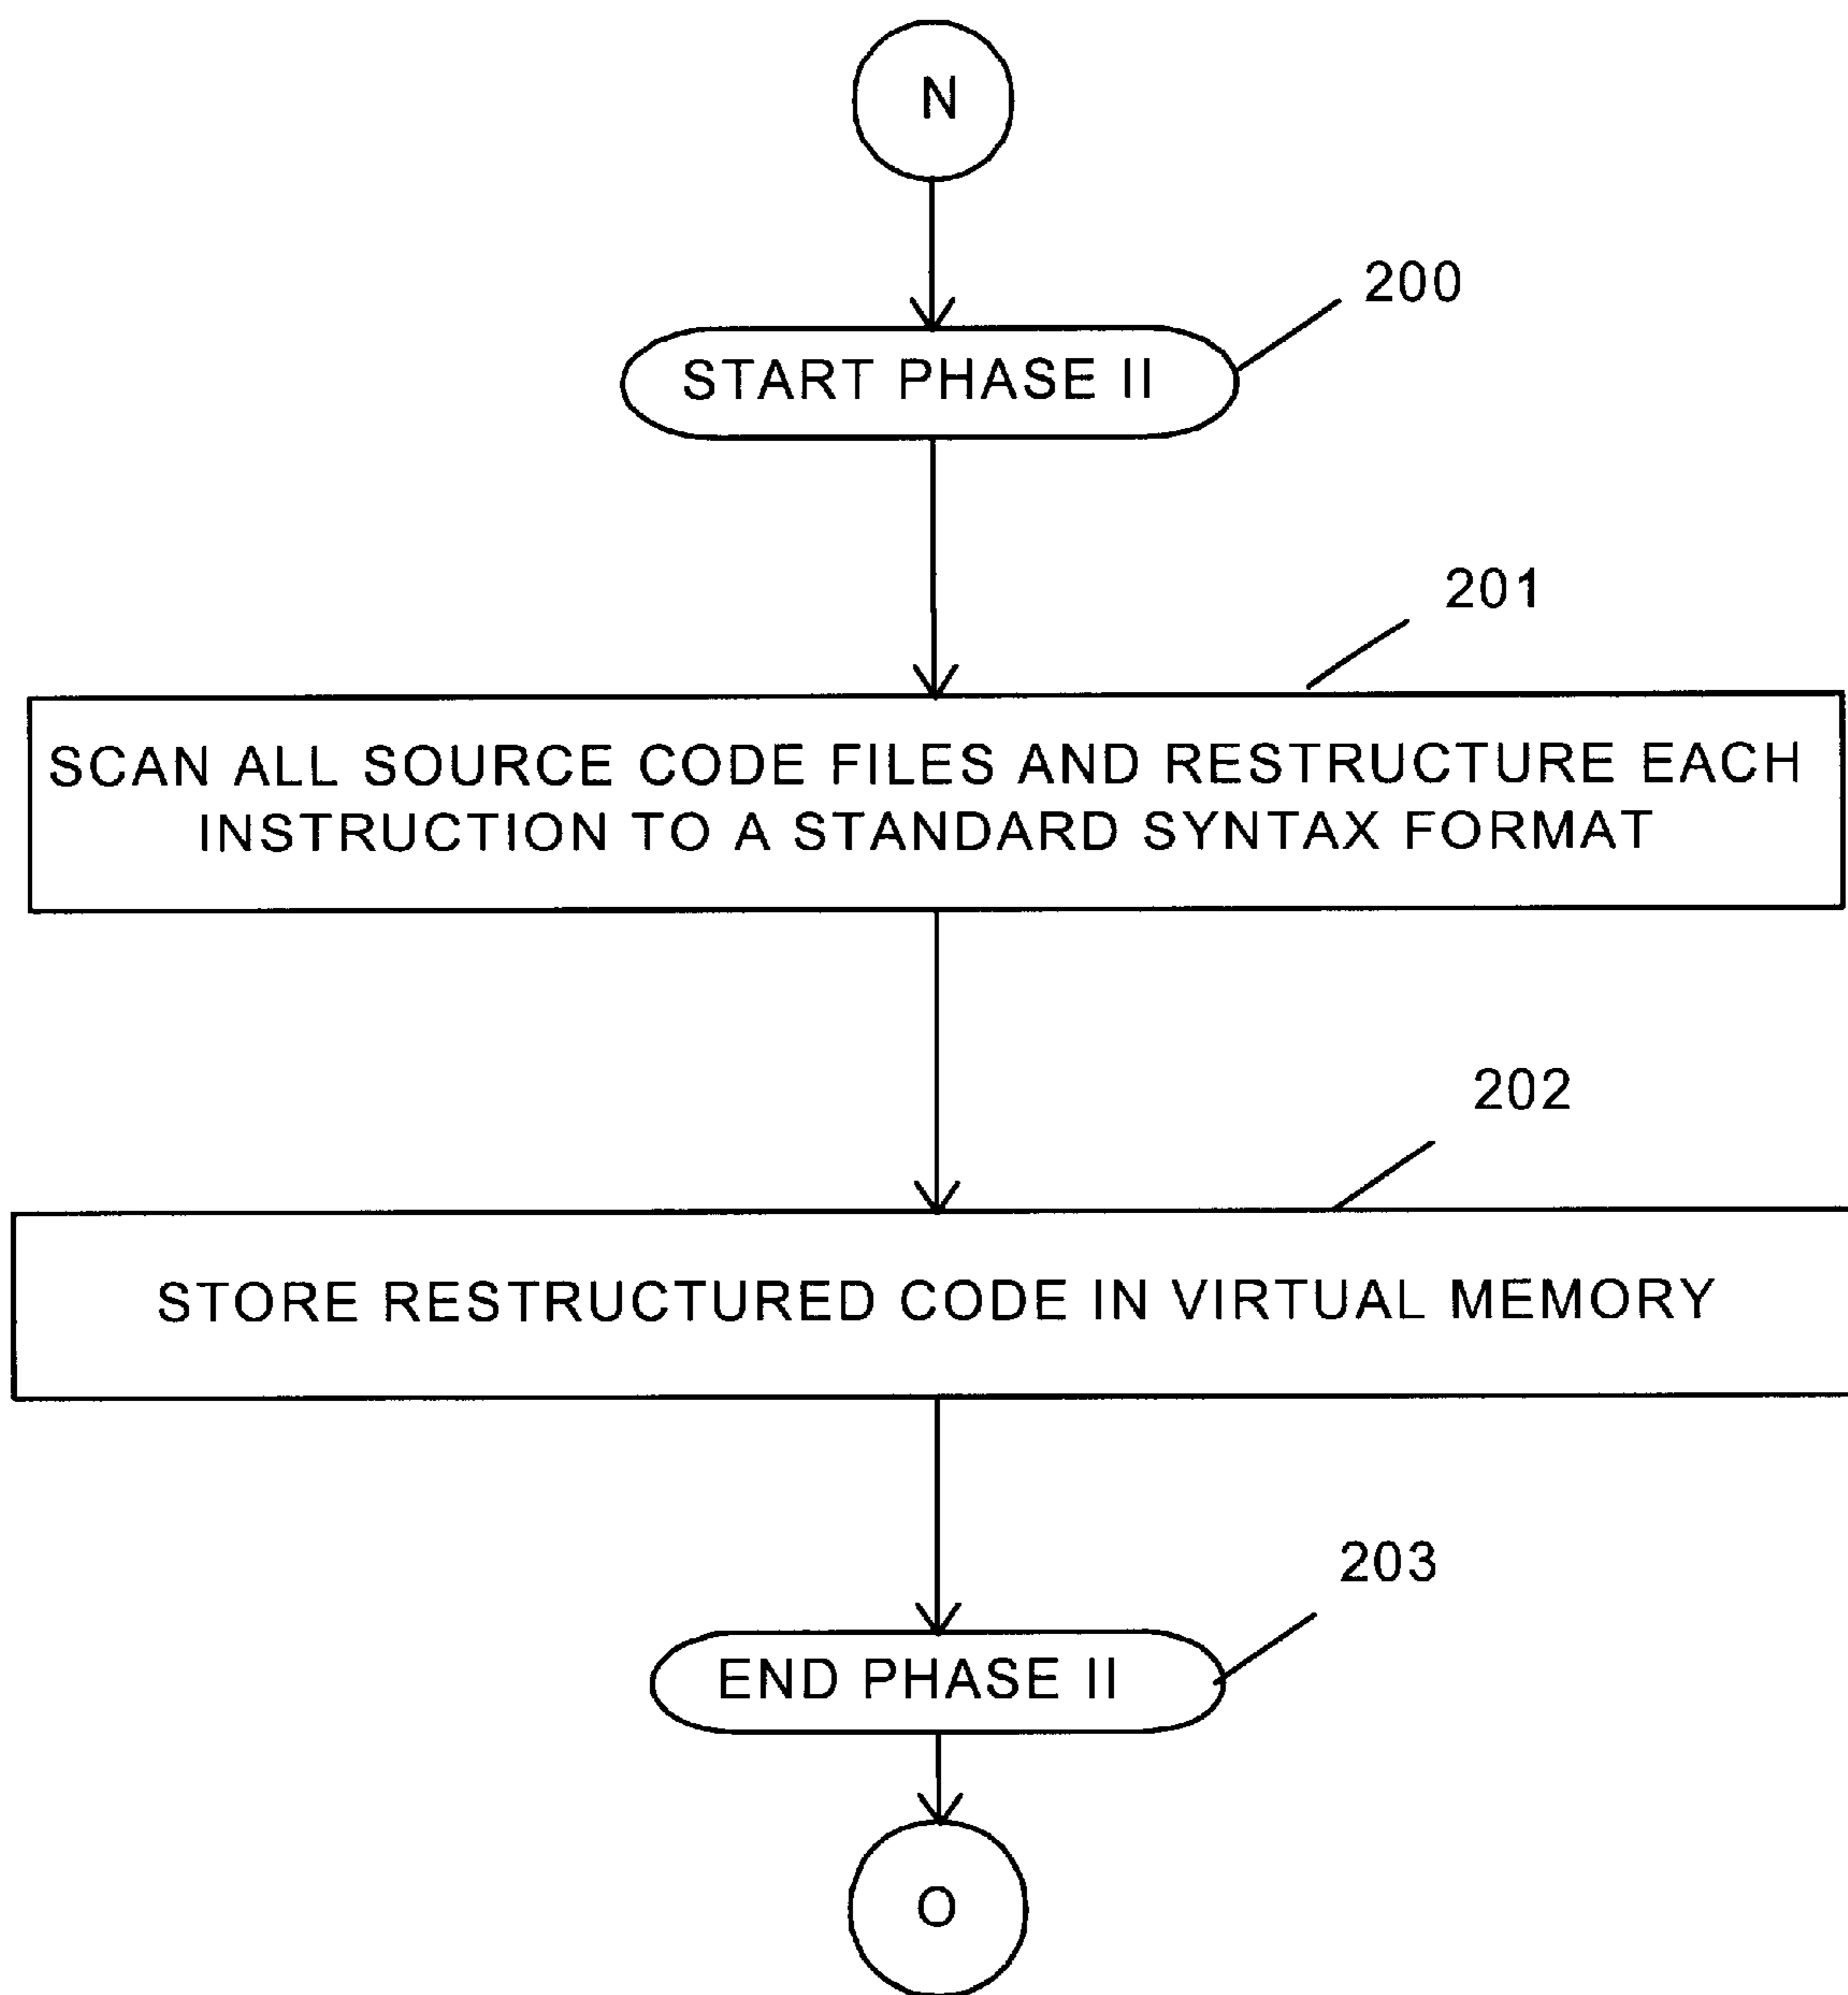 N
200
START PHASE II
201
SCAN ALL SOURCE CODE FILES AND RESTRUCTURE EACH
INSTRUCTION TO A STANDARD SYNTAX FORMAT
202
STORE RESTRUCTURED CODE IN VIRTUAL MEMORY
203
END PHASE II
O